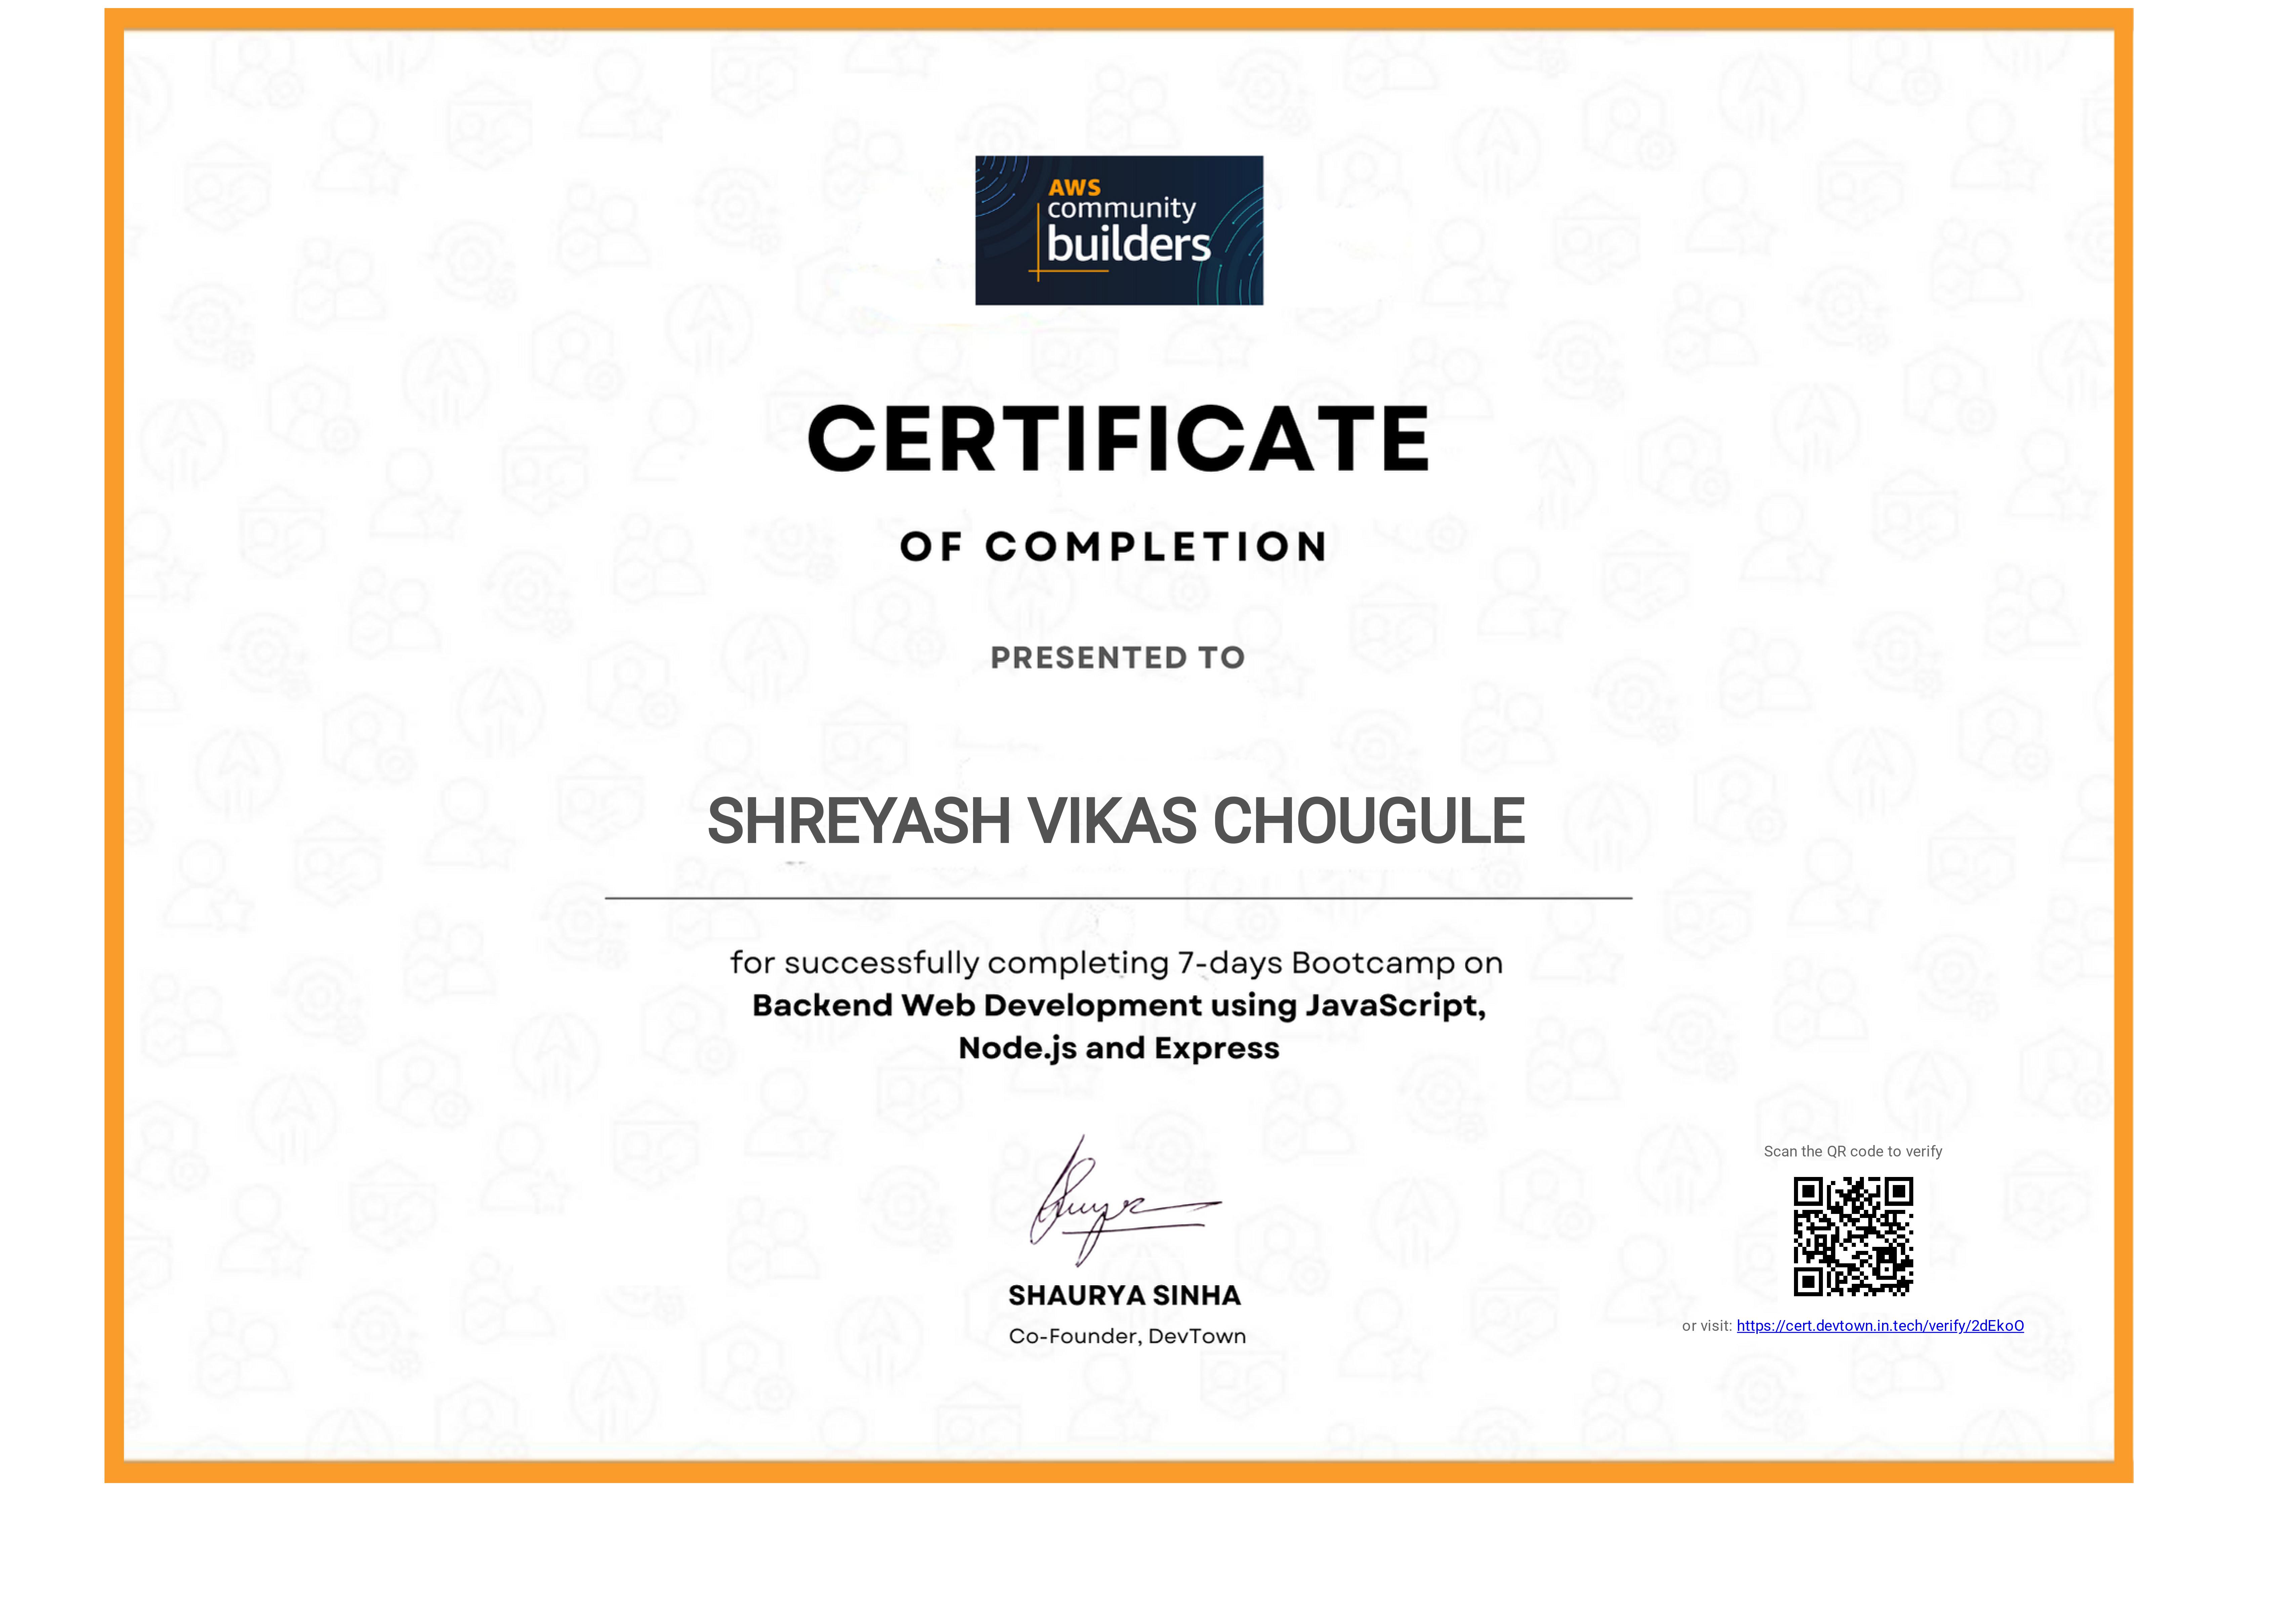 AWS
community
builders
CERTIFICATE
OF COMPLETION
PRESENTED TO
SHREYASH VIKAS CHOUGULE
for successfully completing 7-days Bootcamp on
Backend Web Development using JavaScript,
Node.js and Express
SHAURYA SINHA
Co-Founder, DevTown
Scan the QR code to verify
or visit: https://cert.devtown.in.tech/verify/2dEkoO